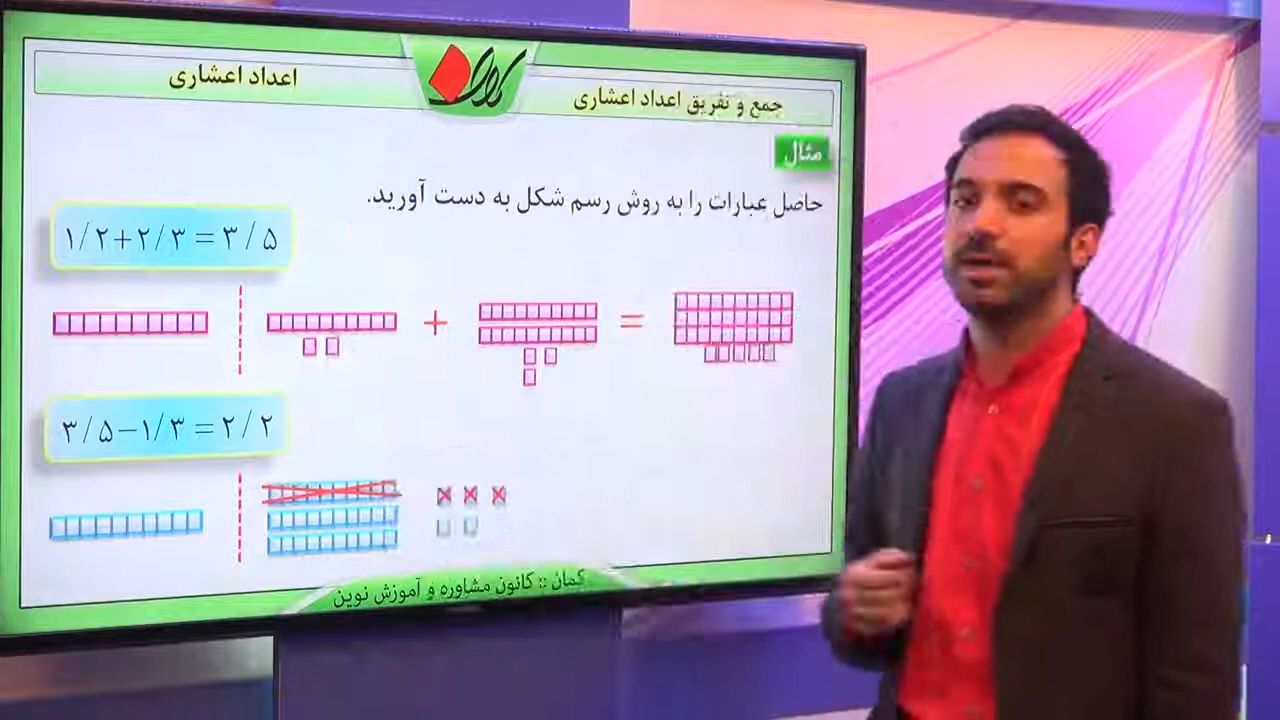 جمع و تفریق اعداد اعشاری
اعداد اعشاری
کمان
مثال
حاصل عبارات را به روش رسم شکل به دست آورید.
۱/۲+۲/۳=۳/۵
+ =
۳/۵−۱/۳=۲/۲
کمان :: کانون مشاوره و آموزش نوین